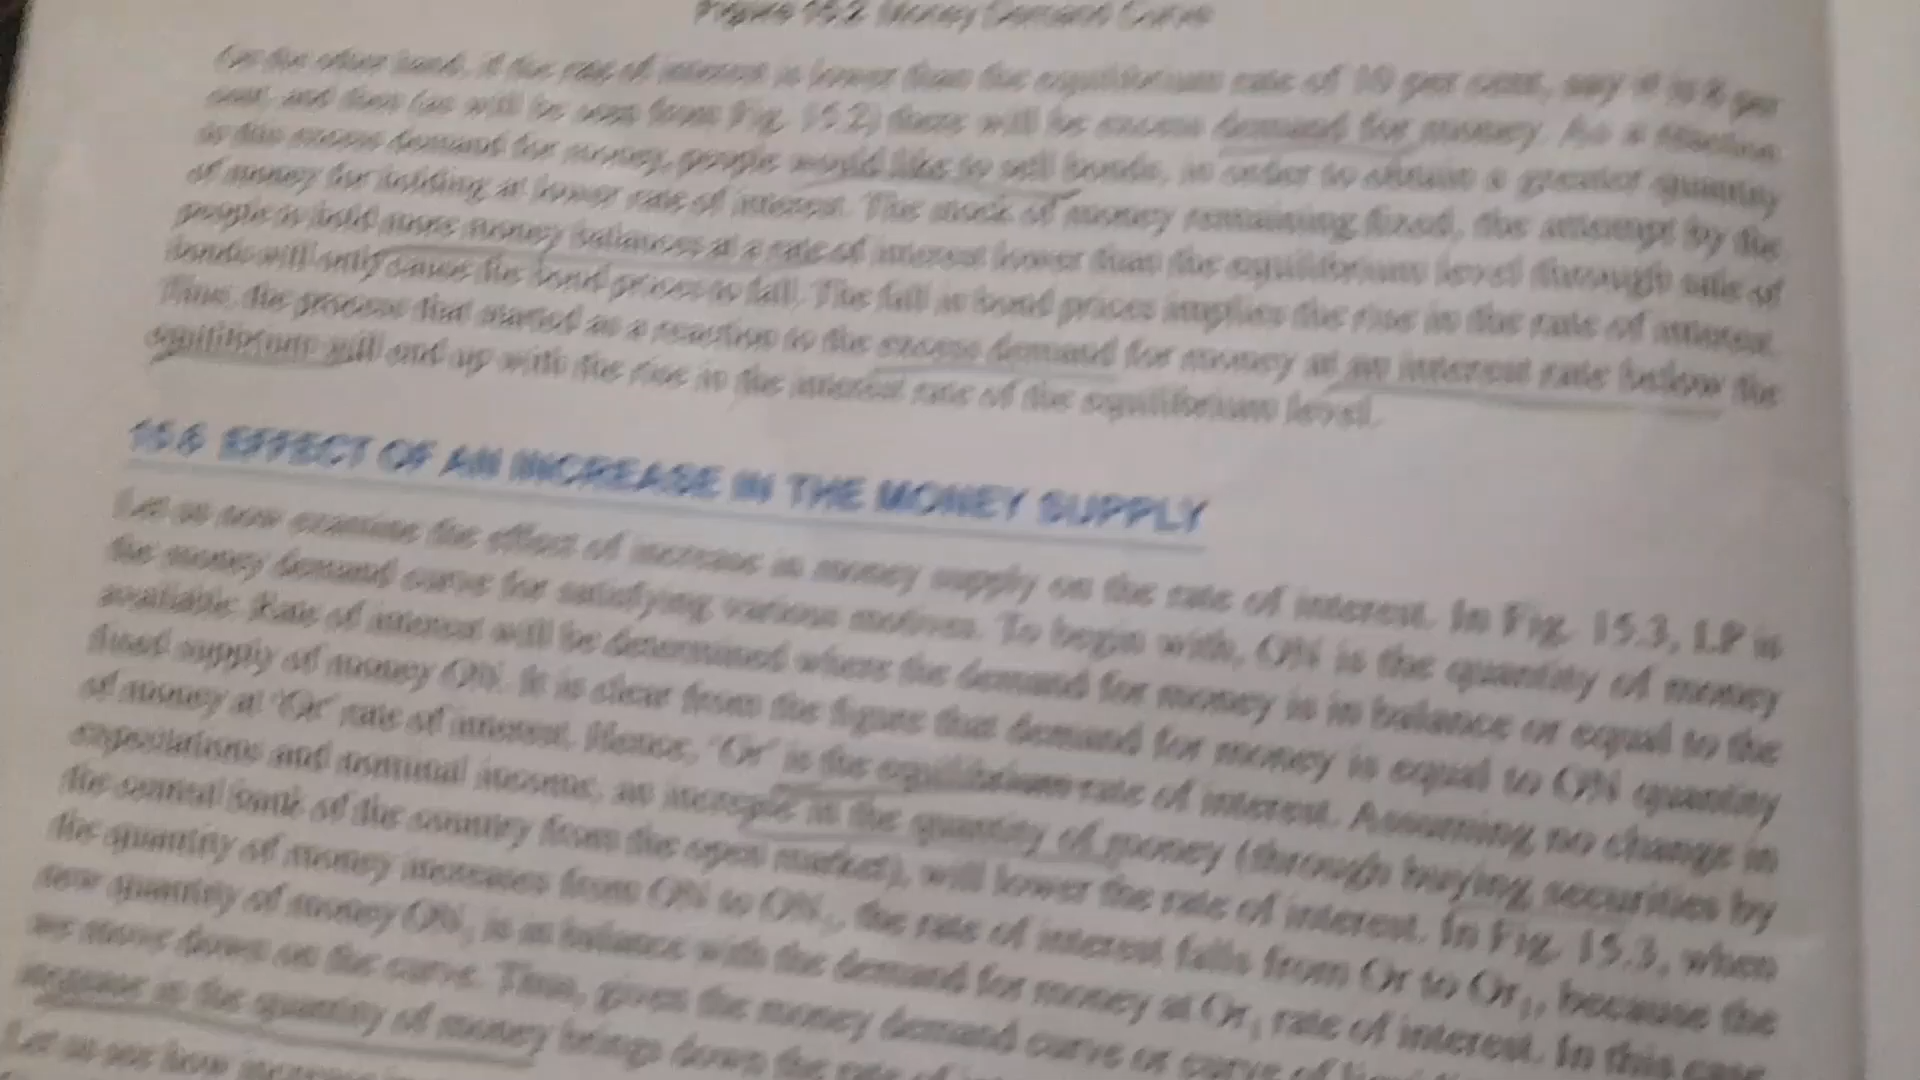 Figure 15.2 Money Demand Curve
On the other hand, if the rate of interest is lower than the equilibrium rate of 10 per cent, say it is 8 per
cent, and then (as will be seen from Fig. 15.2) there will be excess demand for money. As a reaction
to this excess demand for money, people would like to sell bonds, in order to obtain a greater quantity
of money for holding at lower rate of interest. The stock of money remaining fixed, the attempt by the
people to hold more money balances at a rate of interest lower than the equilibrium level through sale of
bonds will only cause the bond prices to fall. The fall in bond prices implies the rise in the rate of interest.
Thus, the process that started as a reaction to the excess demand for money at an interest rate below the
equilibrium will end up with the rise in the interest rate of the equilibrium level.
15.6 EFFECT OF AN INCREASE IN THE MONEY SUPPLY
Let us now examine the effect of increase in money supply on the rate of interest. In Fig. 15.3, LP is
the money demand curve for satisfying various motives. To begin with, ON is the quantity of money
available. Rate of interest will be determined where the demand for money is in balance or equal to the
fixed supply of money ON. It is clear from the figure that demand for money is equal to ON quantity
of money at 'Or' rate of interest. Hence, 'Or' is the equilibrium rate of interest. Assuming no change in
expectations and nominal income, an increase in the quantity of money (through buying securities by
the central bank of the country from the open market), will lower the rate of interest. In Fig. 15.3, when
the quantity of money increases from ON to ON₁, the rate of interest falls from Or to Or₁, because the
new quantity of money ON₁ is in balance with the demand for money at Or₁ rate of interest. In this case
we move down on the curve. Thus, given the money demand curve or curve of
increase in the quantity of money brings down the rate of
Let us see how increase